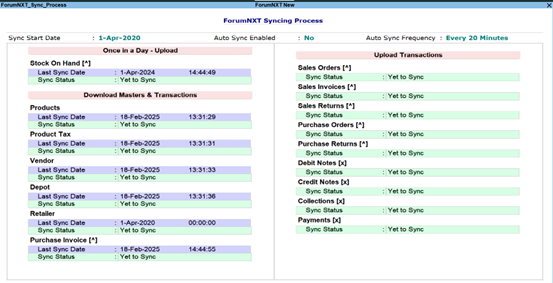 ForumNXT_Sync_Process ForumNXT New X
ForumNXT Syncing Process
Sync Start Date : 1-Apr-2020 Auto Sync Enabled : No Auto Sync Frequency : Every 20 Minutes
Once in a Day - Upload
Stock On Hand [^]
Last Sync Date : 1-Apr-2024 14:44:49
Sync Status : Yet to Sync
Download Masters & Transactions
Products
Last Sync Date : 18-Feb-2025 13:31:29
Sync Status : Yet to Sync
Product Tax
Last Sync Date : 18-Feb-2025 13:31:31
Sync Status : Yet to Sync
Vendor
Last Sync Date : 18-Feb-2025 13:31:33
Sync Status : Yet to Sync
Depot
Last Sync Date : 18-Feb-2025 13:31:36
Sync Status : Yet to Sync
Retailer
Last Sync Date : 1-Apr-2020 00:00:00
Sync Status : Yet to Sync
Purchase Invoice [^]
Last Sync Date : 18-Feb-2025 14:44:55
Sync Status : Yet to Sync
Upload Transactions
Sales Orders [^]
Sync Status : Yet to Sync
Sales Invoices [^]
Sync Status : Yet to Sync
Sales Returns [^]
Sync Status : Yet to Sync
Purchase Orders [^]
Sync Status : Yet to Sync
Purchase Returns [^]
Sync Status : Yet to Sync
Debit Notes [x]
Sync Status : Yet to Sync
Credit Notes [x]
Sync Status : Yet to Sync
Collections [x]
Sync Status : Yet to Sync
Payments [x]
Sync Status : Yet to Sync